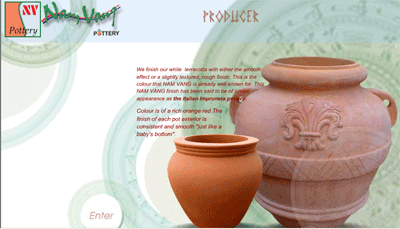 NV
Pottery
Nam Vang
POTTERY
PRODUCER
We finish our while terracotta with either the smooth
effect or a slightly textured, rough finish. This is the
colour that NAM VANG is already well known for. This
NAM VANG finish has been said to be of
appearance as the Italian Impruneta
Colour is of a rich orange red The
finish of each pot exterior is
consistent and smooth "just like a
baby's bottom".
Enter